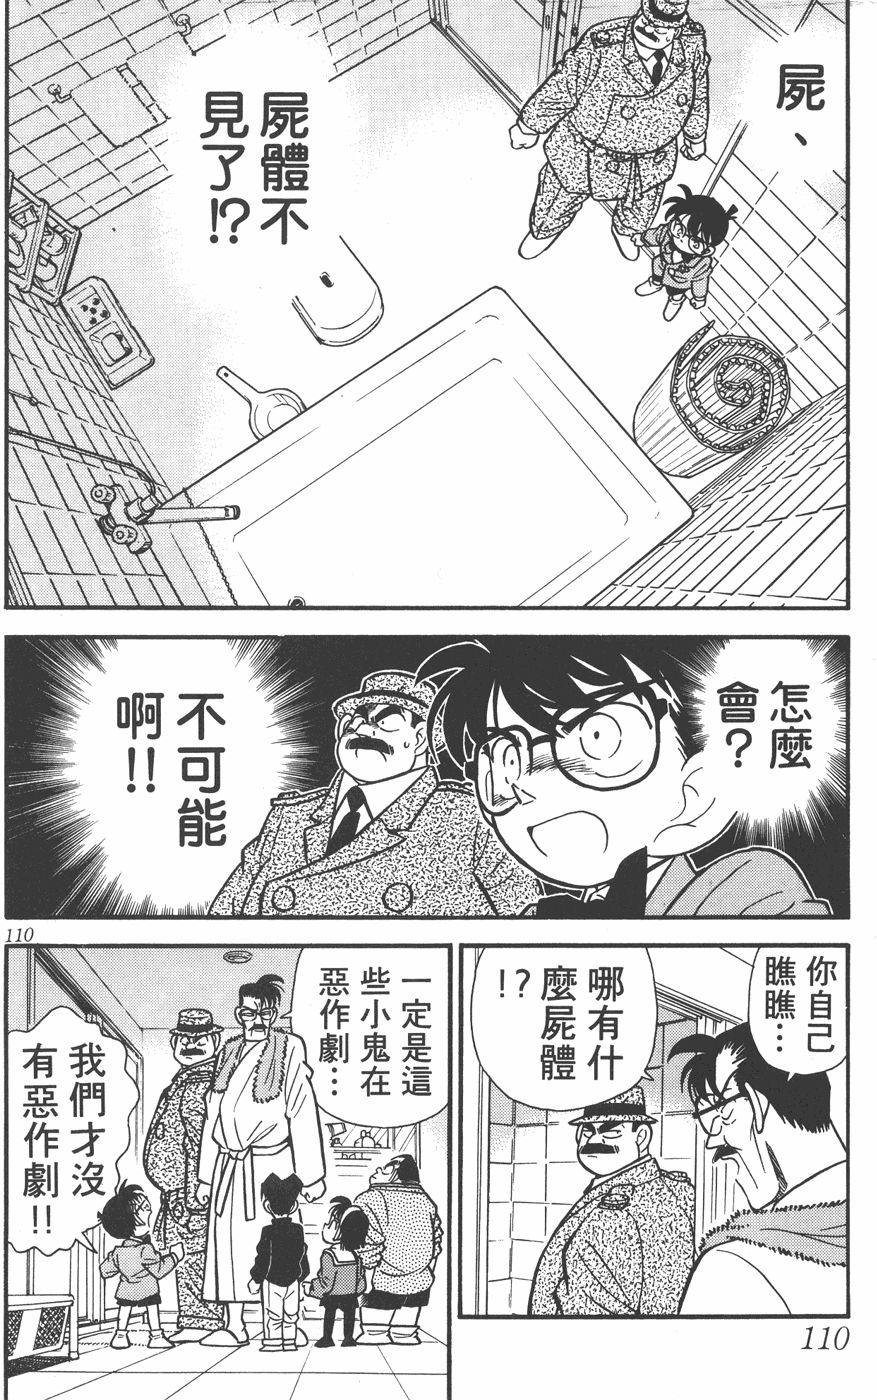 屍、
屍體不
見了!?
怎麼
會?
不可能
啊!!
110
你自己
瞧瞧…
哪有什
麼屍體
!?
一定是這
些小鬼在
惡作劇…
我們才沒
有惡作劇!!
110